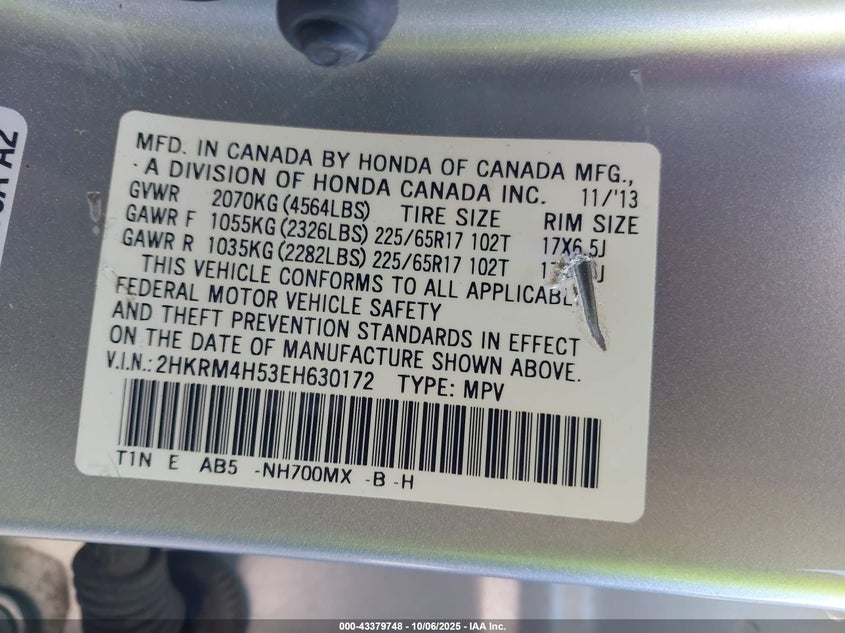 MFD. IN CANADA BY HONDA OF CANADA MFG.,
A DIVISION OF HONDA CANADA INC. 11/'13
GVWR 2070KG (4564LBS) TIRE SIZE RIM SIZE
GAWR F 1055KG (2326LBS) 225/65R17 102T 17X6.5J
GAWR R 1035KG (2282LBS) 225/65R17 102T
THIS VEHICLE CONFORMS TO ALL APPLICABLE
FEDERAL MOTOR VEHICLE SAFETY
AND THEFT PREVENTION STANDARDS IN EFFECT
ON THE DATE OF MANUFACTURE SHOWN ABOVE.
V.I.N.: 2HKRM4H53EH630172 TYPE: MPV
T1N E AB5 -NH700MX -B -H
A2
000-43379748 - 10/06/2025 - IAA Inc.